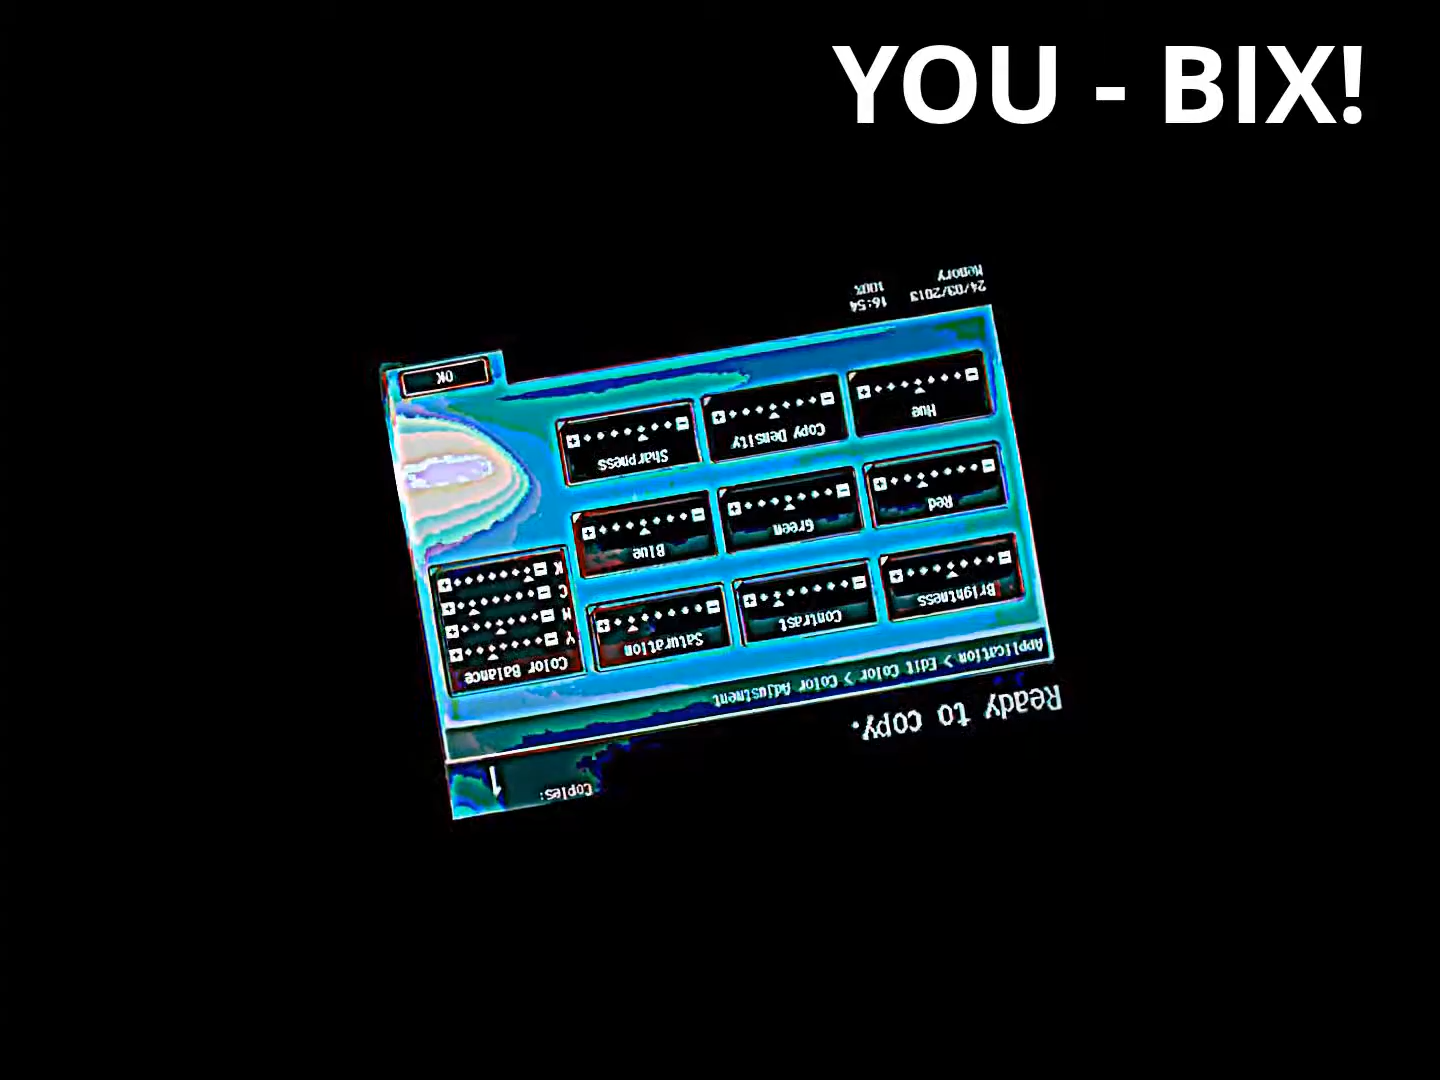 YOU - BIX!
Ready to copy.
Copies:
Application > Edit Color > Color Adjustment
Brightness
Contrast
Saturation
Color Balance
Y
M
C
K
Red
Green
Blue
Hue
Copy Density
Sharpness
OK
24/03/2013 16:54
Memory 100%